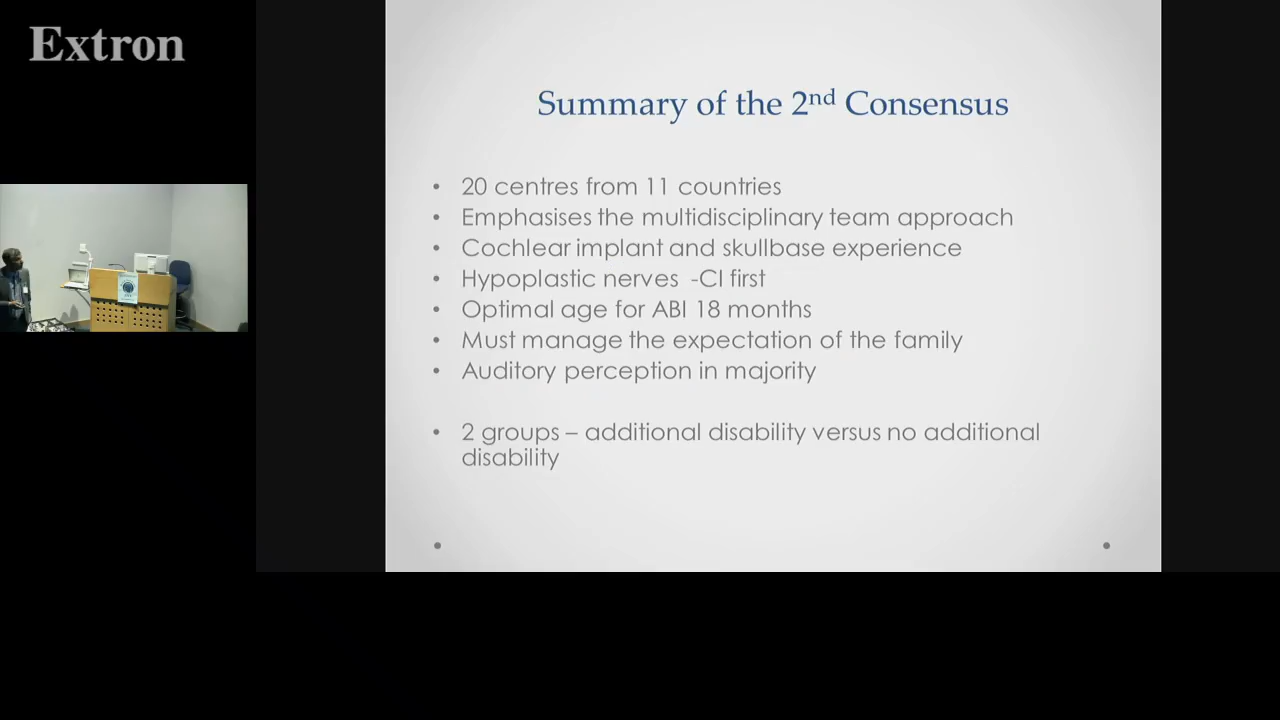 Extron
Summary of the 2nd Consensus
• 20 centres from 11 countries
• Emphasises the multidisciplinary team approach
• Cochlear implant and skullbase experience
• Hypoplastic nerves -CI first
• Optimal age for ABI 18 months
• Must manage the expectation of the family
• Auditory perception in majority
• 2 groups – additional disability versus no additional
disability